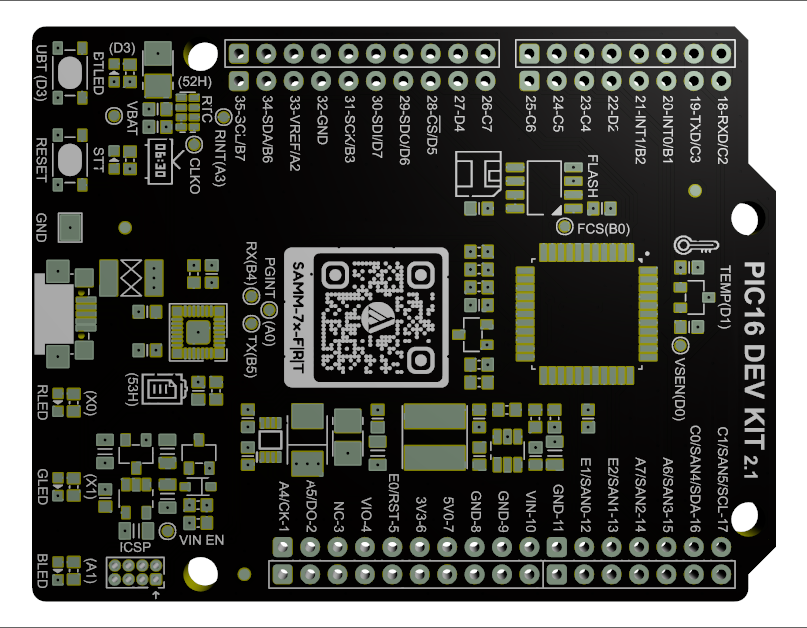 UBT (D3)
BTLED
(D3)
(52H)
RTC
VBAT
RINT(A3)
CLKO
RESET
STT
06:30
35-SCL/B7
34-SDA/B6
33-VREF/A2
32-GND
31-SCK/B3
30-SDI/D7
29-SDO/D6
28-CS/D5
27-D4
26-C7
25-C6
24-C5
23-C4
22-D2
21-INT1/B2
20-INT0/B1
19-TXD/C3
18-RXD/C2
FLASH
FCS(B0)
GND
RX(B4)
PGINT
(A0)
TX(B5)
SAMM-7x-F|R|T
TEMP(D1)
VSEN(D0)
PIC16 DEV KIT 2.1
(53H)
RLED
(X0)
GLED
(X1)
BLED
(A1)
ICSP
VIN EN
A4/CK-1
A5/DO-2
NC-3
V/IO-4
E0/RST-5
3V3-6
5V0-7
GND-8
GND-9
VIN-10
GND-11
E1/SAN0-12
E2/SAN1-13
A7/SAN2-14
A6/SAN3-15
C0/SAN4/SDA-16
C1/SAN5/SCL-17